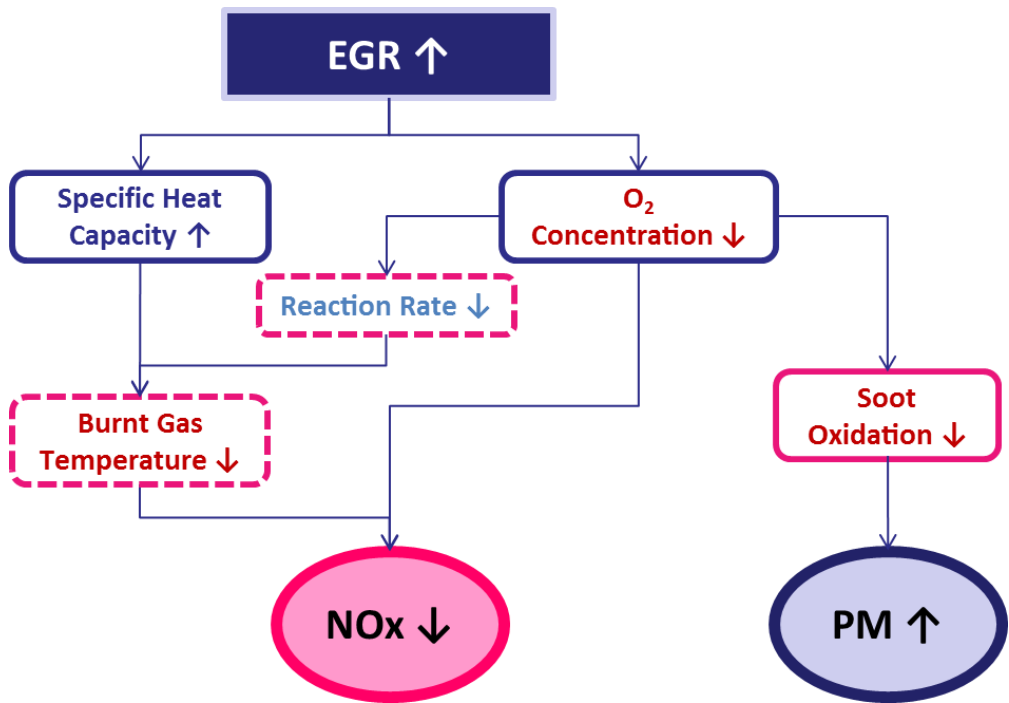 EGR ↑
Specific Heat
Capacity ↑
O₂
Concentration ↓
Reaction Rate ↓
Burnt Gas
Temperature ↓
Soot
Oxidation ↓
NOx ↓
PM ↑